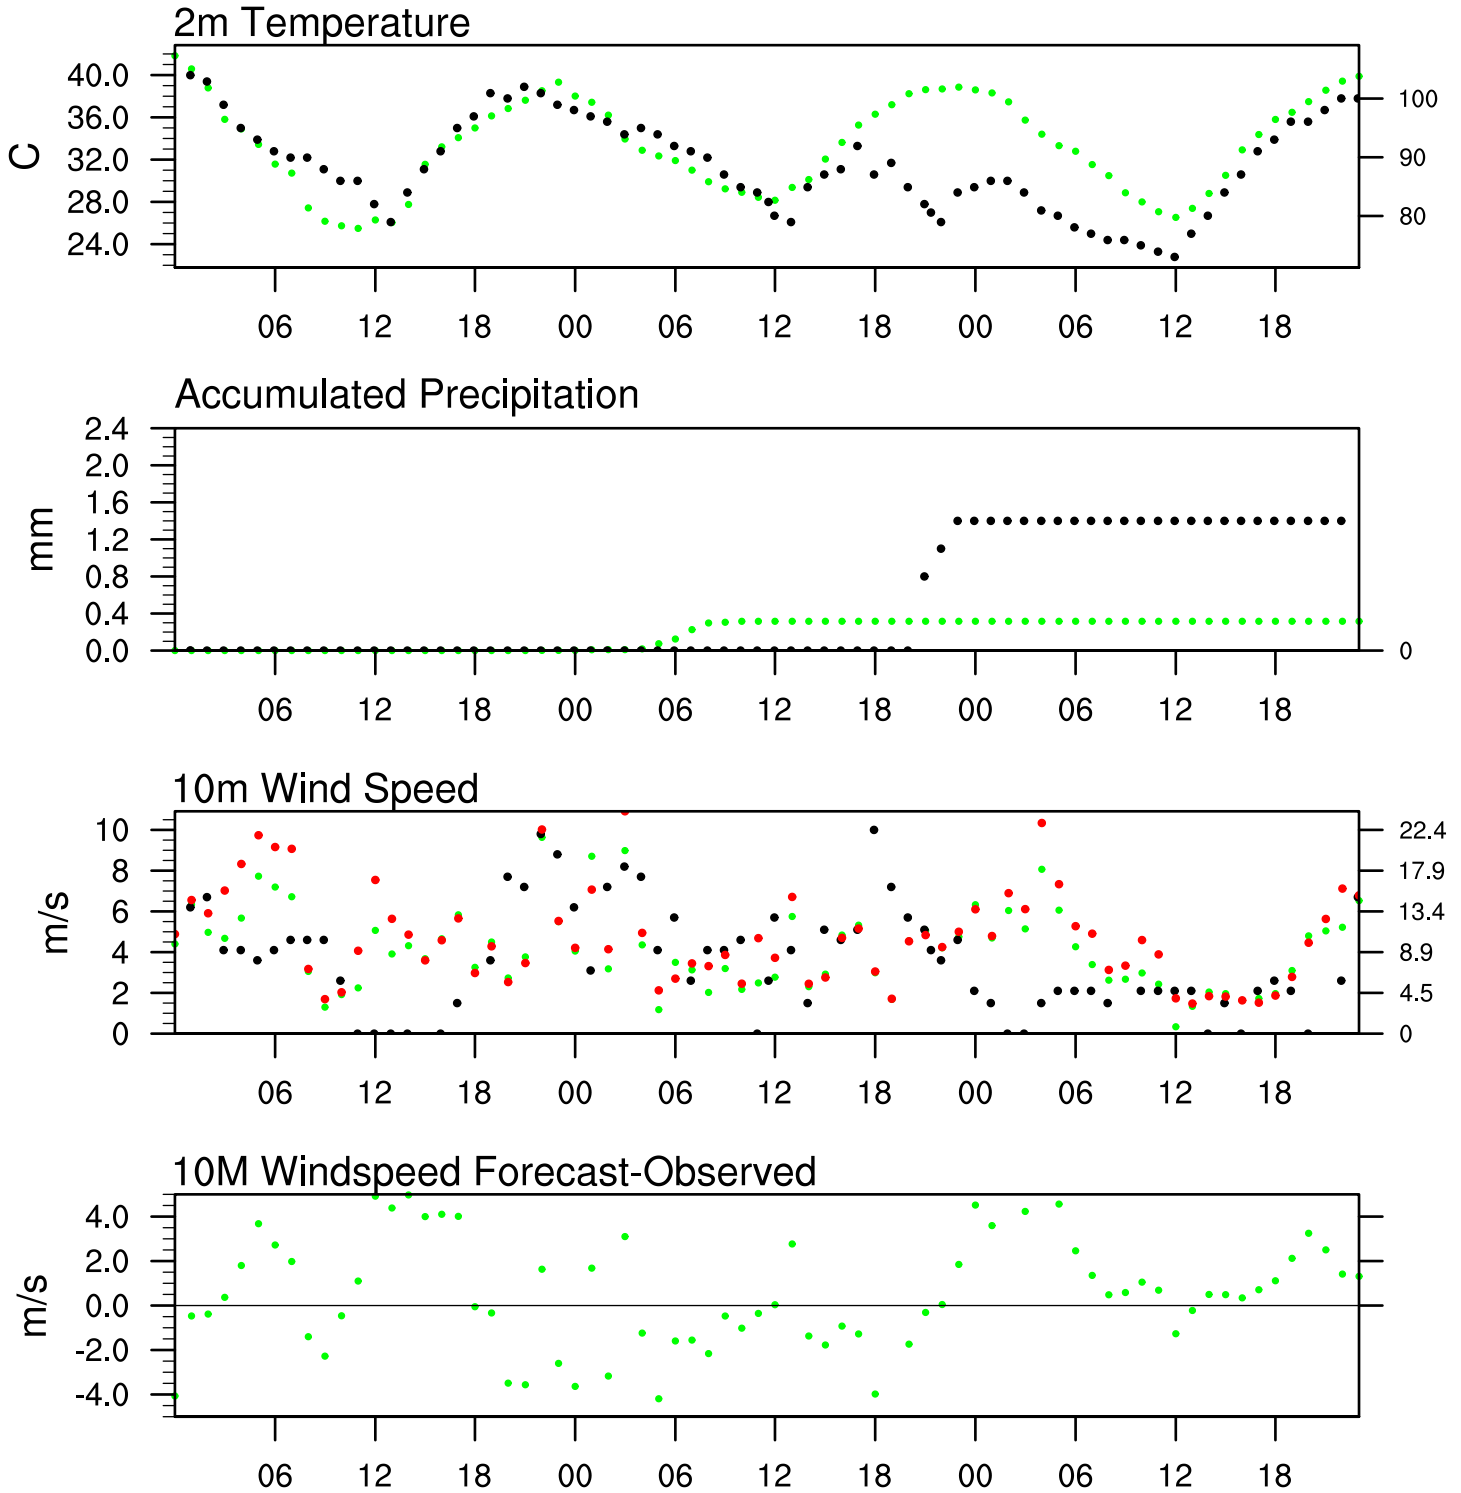 2m Temperature
40.0
36.0
32.0
28.0
24.0
C
100
90
80
06 12 18 00 06 12 18 00 06 12 18
Accumulated Precipitation
2.4
2.0
1.6
1.2
0.8
0.4
0.0
mm
0
06 12 18 00 06 12 18 00 06 12 18
10m Wind Speed
10
8
6
4
2
0
m/s
22.4
17.9
13.4
8.9
4.5
0
06 12 18 00 06 12 18 00 06 12 18
10M Windspeed Forecast-Observed
4.0
2.0
0.0
-2.0
-4.0
m/s
06 12 18 00 06 12 18 00 06 12 18